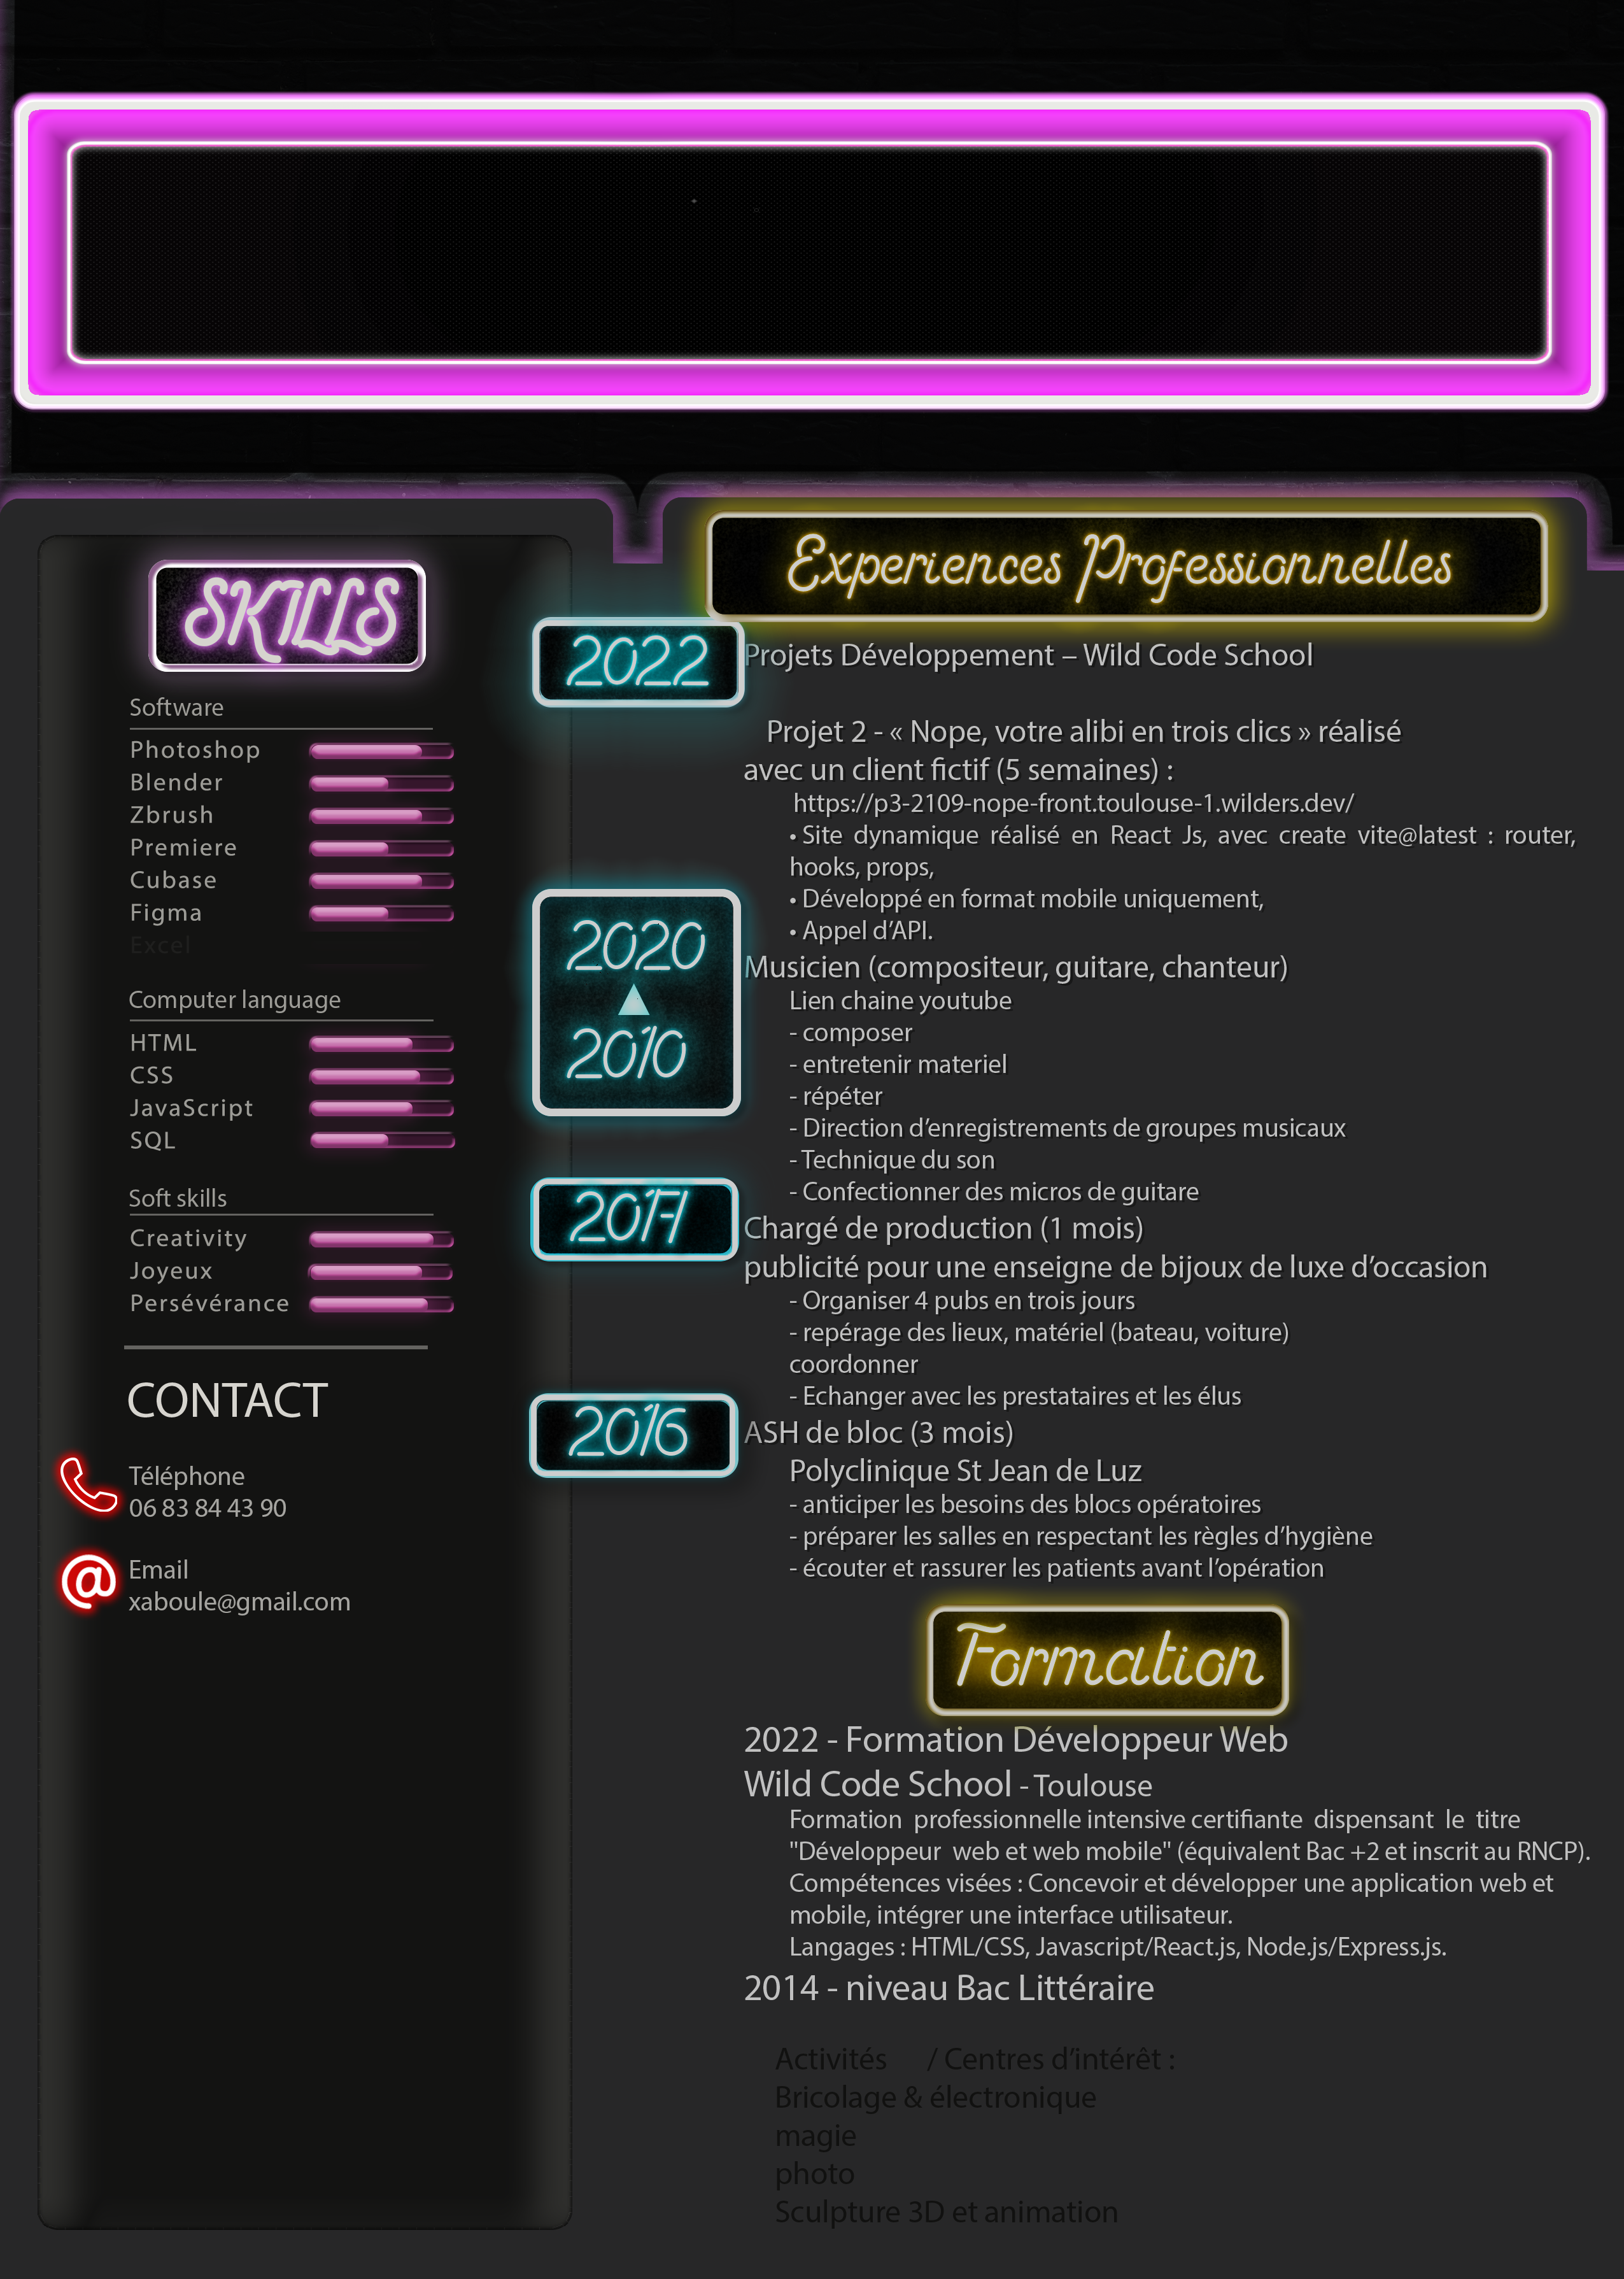 SKILLS
Software
Photoshop
Blender
Zbrush
Premiere
Cubase
Figma
Excel
Computer language
HTML
CSS
JavaScript
SQL
Soft skills
Creativity
Joyeux
Persévérance
CONTACT
Téléphone
06 83 84 43 90
@ Email
xaboule@gmail.com
Experiences Professionnelles
2022
Projets Développement – Wild Code School
Projet 2 - « Nope, votre alibi en trois clics » réalisé
avec un client fictif (5 semaines) :
https://p3-2109-nope-front.toulouse-1.wilders.dev/
• Site dynamique réalisé en React Js, avec create vite@latest : router,
hooks, props,
• Développé en format mobile uniquement,
• Appel d’API.
2020
2010
Musicien (compositeur, guitare, chanteur)
Lien chaine youtube
- composer
- entretenir materiel
- répéter
- Direction d’enregistrements de groupes musicaux
- Technique du son
- Confectionner des micros de guitare
2017
Chargé de production (1 mois)
publicité pour une enseigne de bijoux de luxe d’occasion
- Organiser 4 pubs en trois jours
- repérage des lieux, matériel (bateau, voiture)
coordonner
- Echanger avec les prestataires et les élus
2016
ASH de bloc (3 mois)
Polyclinique St Jean de Luz
- anticiper les besoins des blocs opératoires
- préparer les salles en respectant les règles d’hygiène
- écouter et rassurer les patients avant l’opération
Formation
2022 - Formation Développeur Web
Wild Code School - Toulouse
Formation professionnelle intensive certifiante dispensant le titre
"Développeur web et web mobile" (équivalent Bac +2 et inscrit au RNCP).
Compétences visées : Concevoir et développer une application web et
mobile, intégrer une interface utilisateur.
Langages : HTML/CSS, Javascript/React.js, Node.js/Express.js.
2014 - niveau Bac Littéraire
Activités / Centres d’intérêt :
Bricolage & électronique
magie
photo
Sculpture 3D et animation